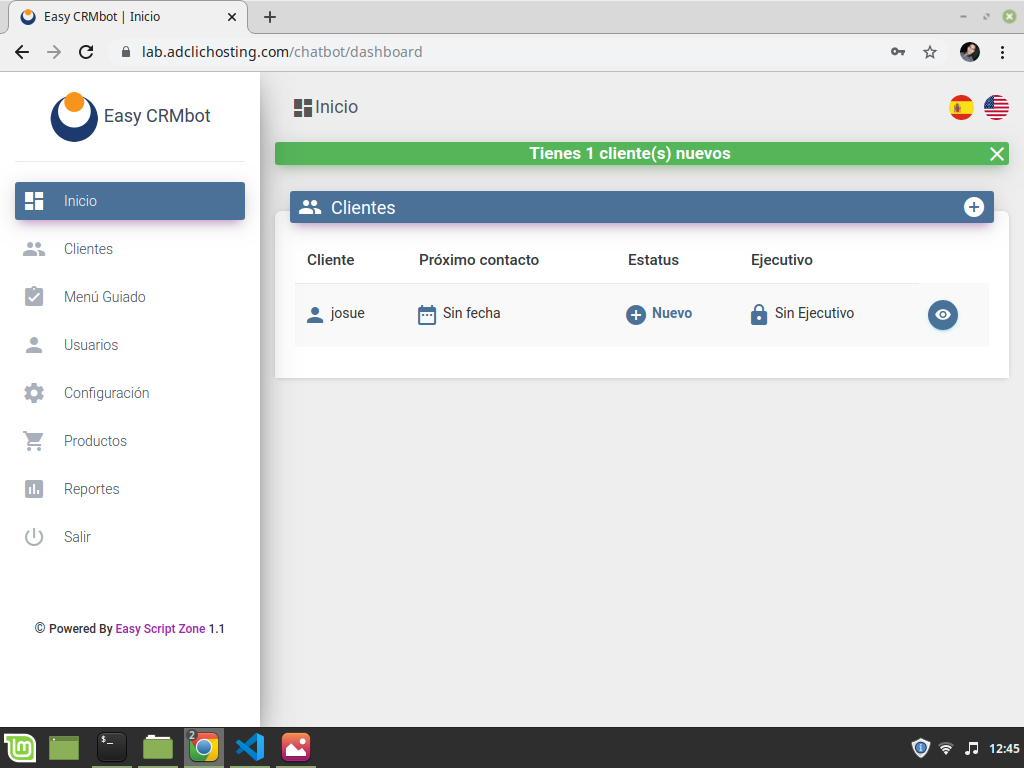 Easy CRMbot | Inicio
lab.adclichosting.com/chatbot/dashboard
Easy CRMbot
Inicio
Clientes
Menú Guiado
Usuarios
Configuración
Productos
Reportes
Salir
© Powered By Easy Script Zone 1.1
Inicio
Tienes 1 cliente(s) nuevos
Clientes
Cliente Próximo contacto Estatus Ejecutivo
josue Sin fecha Nuevo Sin Ejecutivo
2
12:45